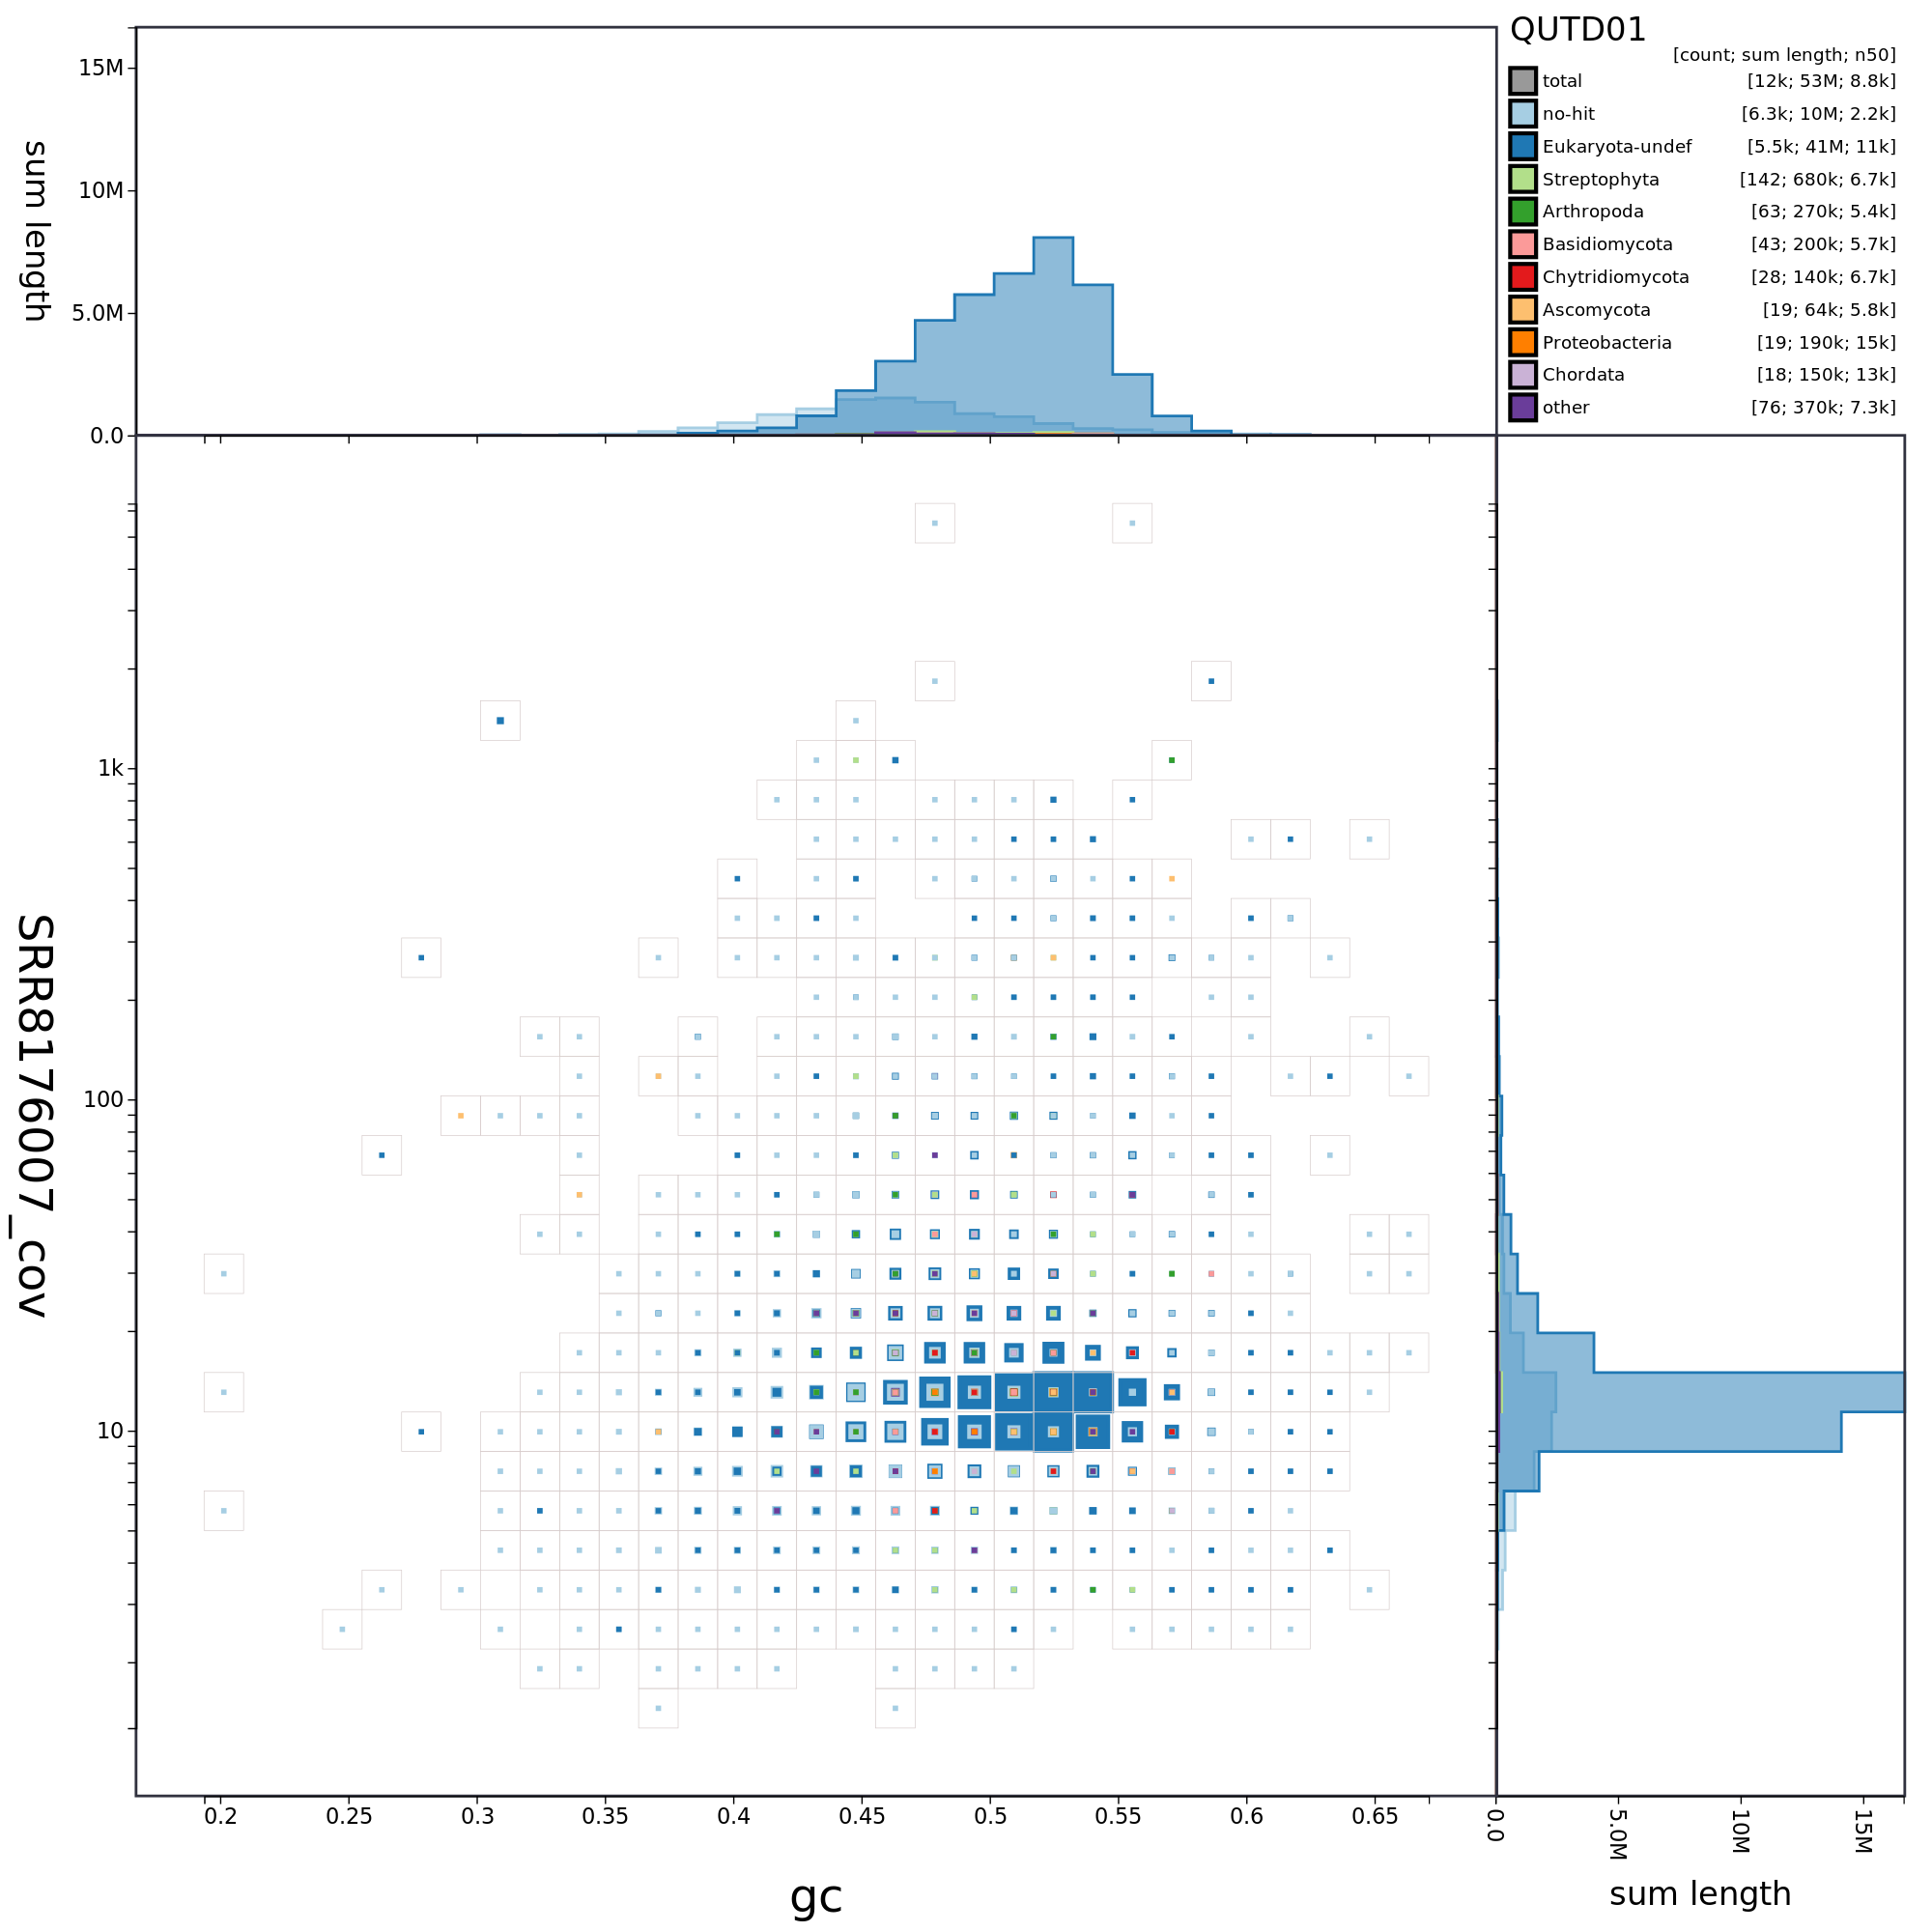 QUTD01
[count; sum length; n50]
total [12k; 53M; 8.8k]
no-hit [6.3k; 10M; 2.2k]
Eukaryota-undef [5.5k; 41M; 11k]
Streptophyta [142; 680k; 6.7k]
Arthropoda [63; 270k; 5.4k]
Basidiomycota [43; 200k; 5.7k]
Chytridiomycota [28; 140k; 6.7k]
Ascomycota [19; 64k; 5.8k]
Proteobacteria [19; 190k; 15k]
Chordata [18; 150k; 13k]
other [76; 370k; 7.3k]
sum length
15M
10M
5.0M
0.0
SRR8176007_cov
1k
100
10
0.2 0.25 0.3 0.35 0.4 0.45 0.5 0.55 0.6 0.65
gc
0.0 5.0M 10M 15M
sum length